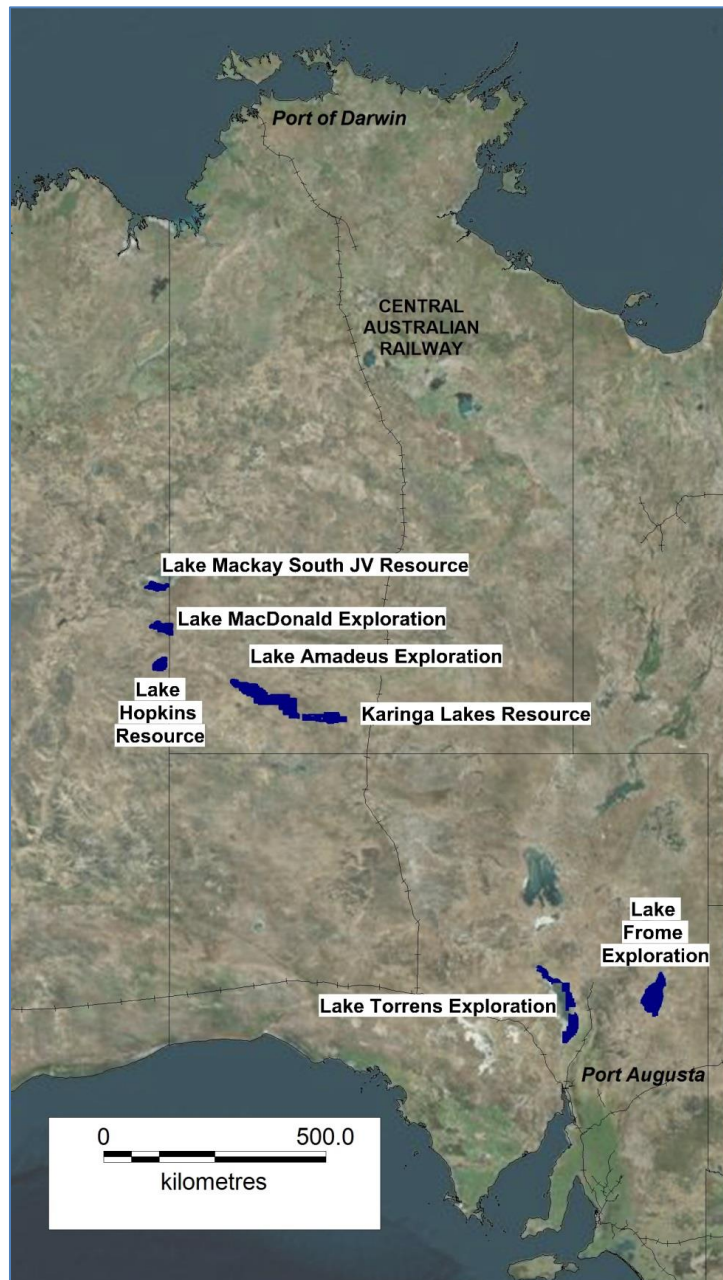 Port of Darwin
CENTRAL
AUSTRALIAN
RAILWAY
Lake Mackay South JV Resource
Lake MacDonald Exploration
Lake Amadeus Exploration
Lake
Hopkins
Resource
Karinga Lakes Resource
Lake
Frome
Exploration
Lake Torrens Exploration
Port Augusta
0 500.0
kilometres